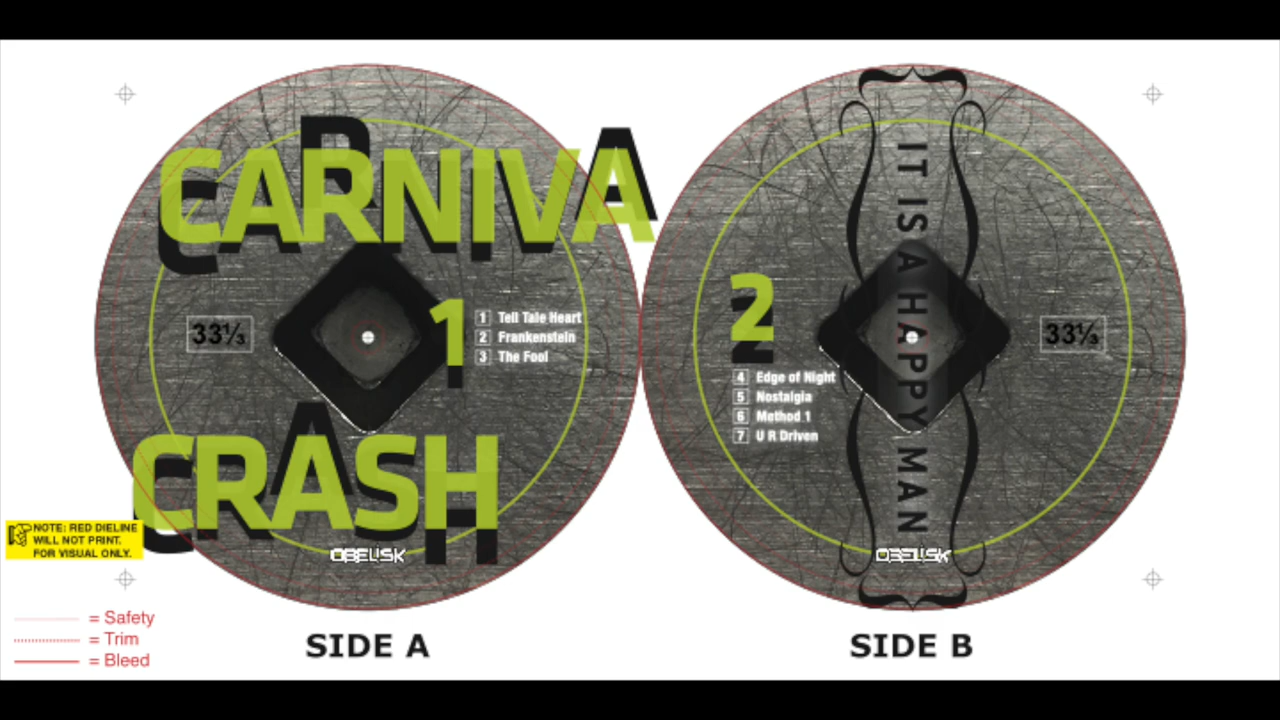 CARNIVA
33⅓
1
1 Tell Tale Heart
2 Frankenstein
3 The Fool
CRASH
OBELISK
SIDE A
IT IS A HAPPY MAN
2
33⅓
4 Edge of Night
5 Nostalgia
6 Method 1
7 U R Driven
OBELISK
SIDE B
NOTE: RED DIELINE
WILL NOT PRINT.
FOR VISUAL ONLY.
= Safety
= Trim
= Bleed